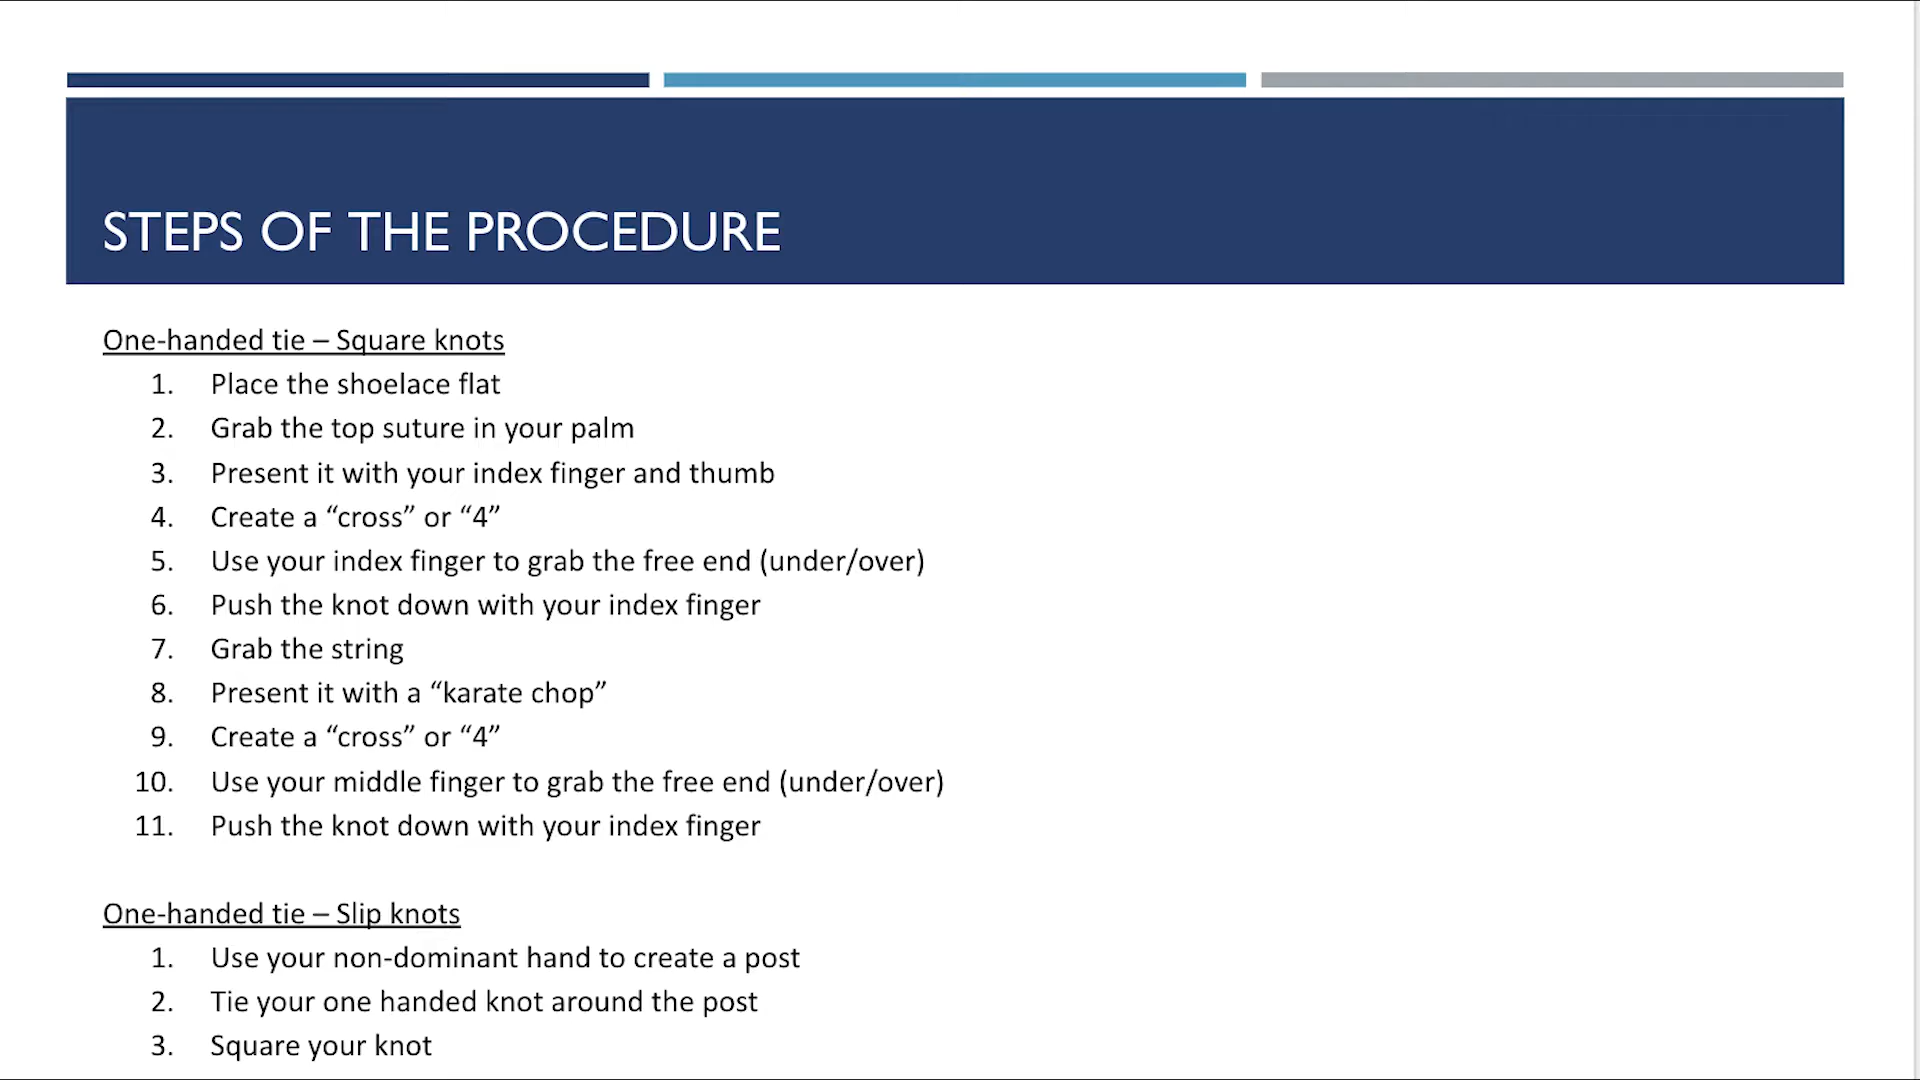 STEPS OF THE PROCEDURE
One-handed tie – Square knots
1. Place the shoelace flat
2. Grab the top suture in your palm
3. Present it with your index finger and thumb
4. Create a “cross” or “4”
5. Use your index finger to grab the free end (under/over)
6. Push the knot down with your index finger
7. Grab the string
8. Present it with a “karate chop”
9. Create a “cross” or “4”
10. Use your middle finger to grab the free end (under/over)
11. Push the knot down with your index finger
One-handed tie – Slip knots
1. Use your non-dominant hand to create a post
2. Tie your one handed knot around the post
3. Square your knot